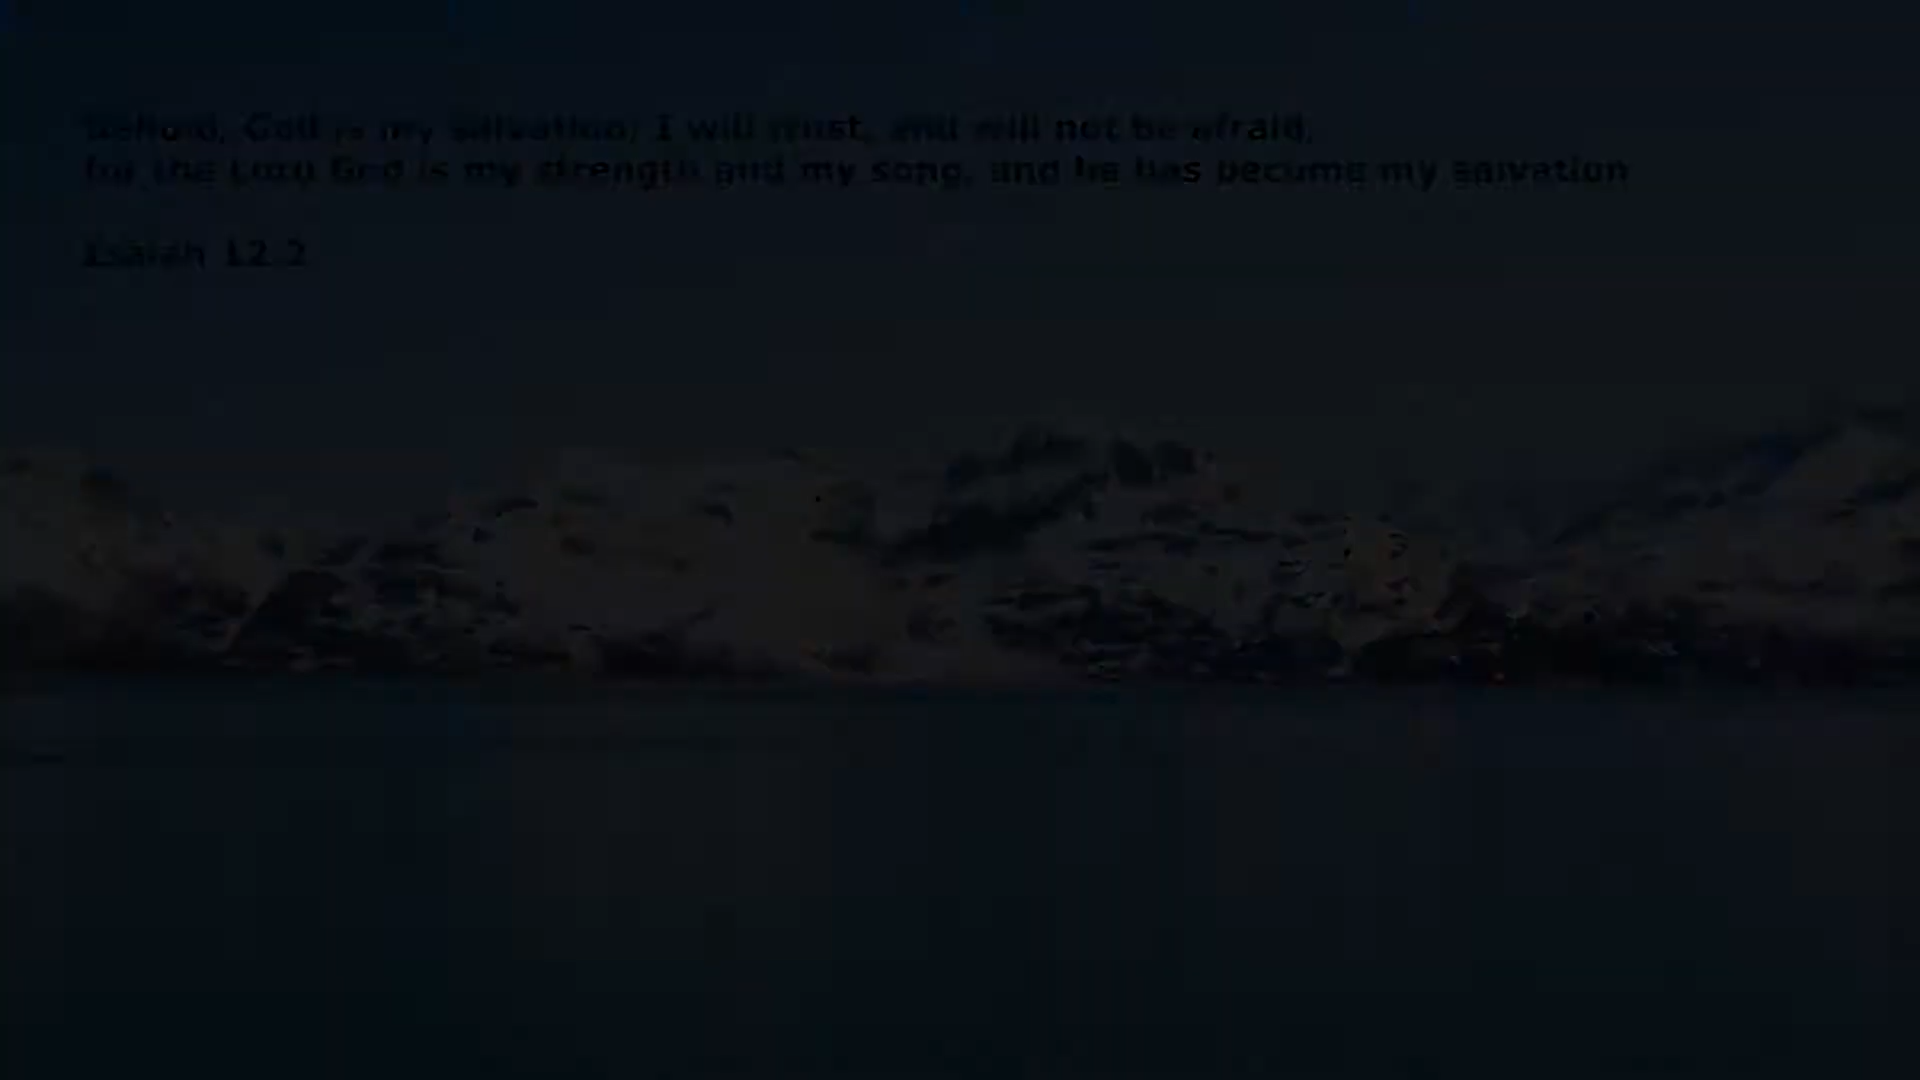 Behold, God is my salvation; I will trust, and will not be afraid;
for the Lord God is my strength and my song, and he has become my salvation
Isaiah 12:2